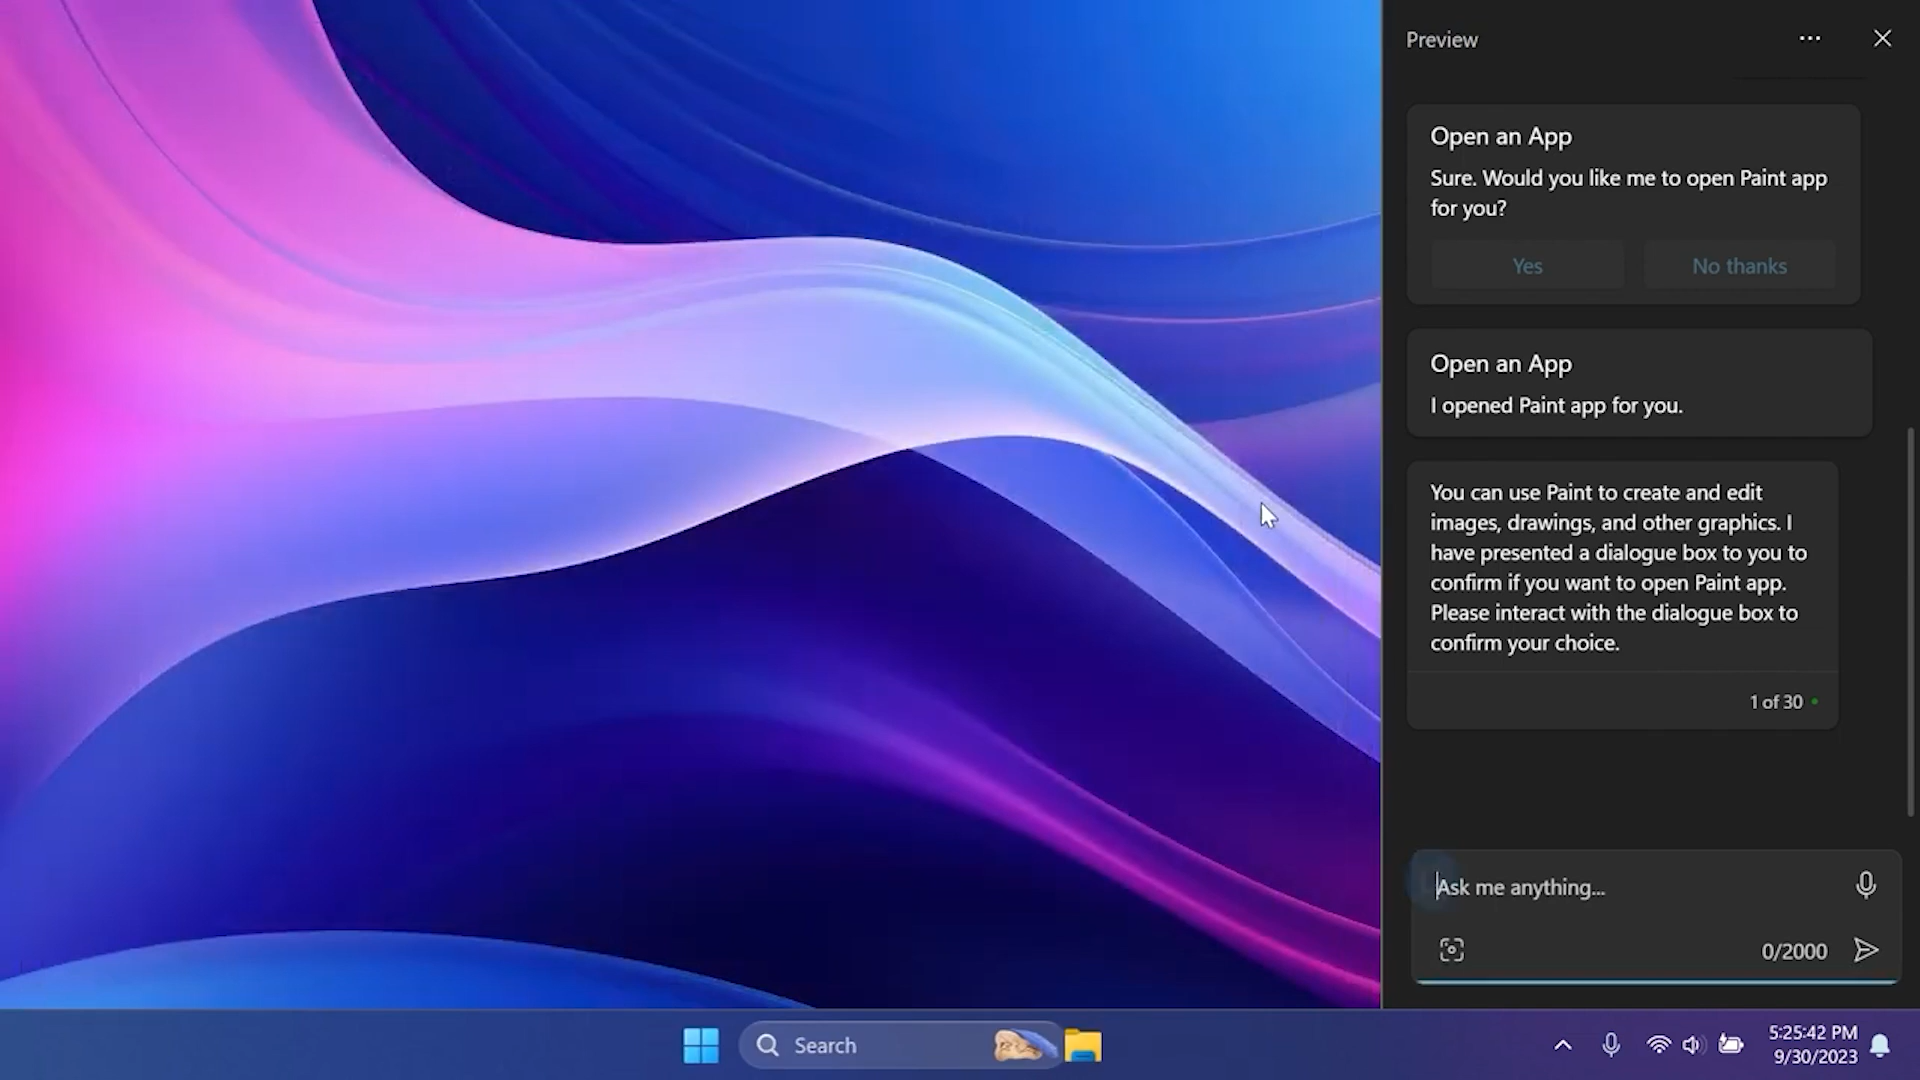 Preview
Open an App
Sure. Would you like me to open Paint app
for you?
Yes
No thanks
Open an App
I opened Paint app for you.
You can use Paint to create and edit
images, drawings, and other graphics. I
have presented a dialogue box to you to
confirm if you want to open Paint app.
Please interact with the dialogue box to
confirm your choice.
1 of 30
Ask me anything...
0/2000
Search
5:25:42 PM
9/30/2023